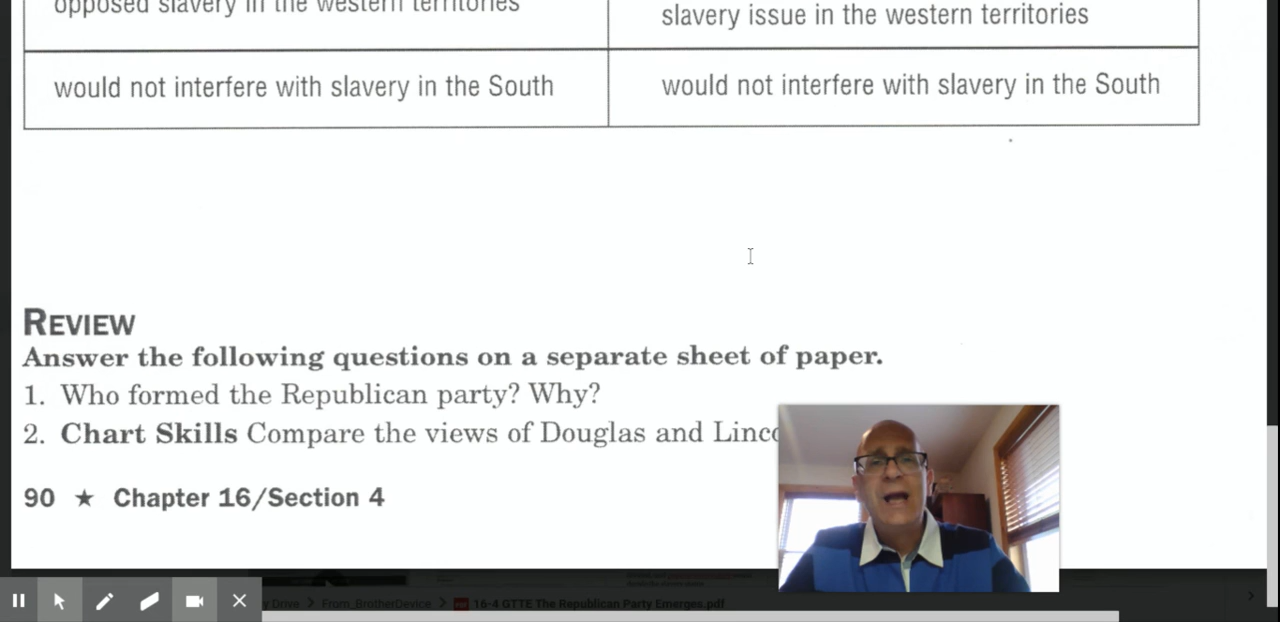 opposed slavery in the western territories
slavery issue in the western territories
would not interfere with slavery in the South
would not interfere with slavery in the South
REVIEW
Answer the following questions on a separate sheet of paper.
1. Who formed the Republican party? Why?
2. Chart Skills Compare the views of Douglas and Linco
90 ★ Chapter 16/Section 4
Drive > From_BrotherDevice > 16-4 GTTE The Republican Party Emerges.pdf